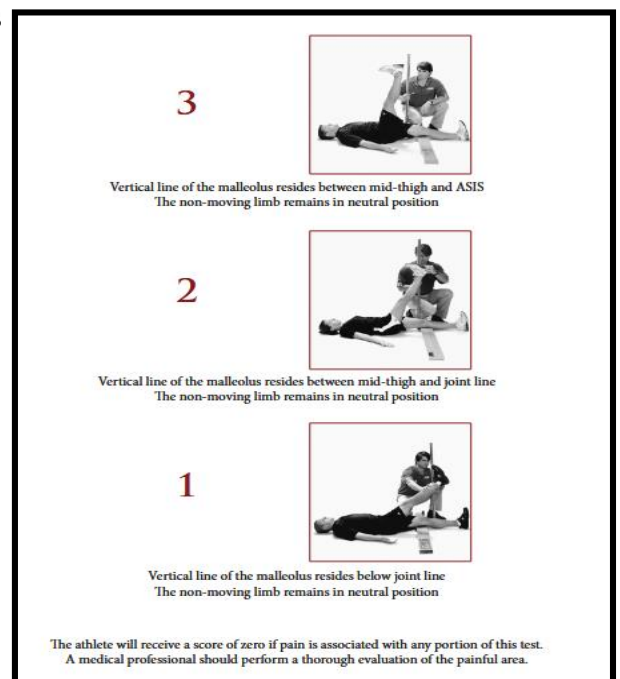 3
Vertical line of the malleolus resides between mid-thigh and ASIS
The non-moving limb remains in neutral position
2
Vertical line of the malleolus resides between mid-thigh and joint line
The non-moving limb remains in neutral position
1
Vertical line of the malleolus resides below joint line
The non-moving limb remains in neutral position
The athlete will receive a score of zero if pain is associated with any portion of this test.
A medical professional should perform a thorough evaluation of the painful area.